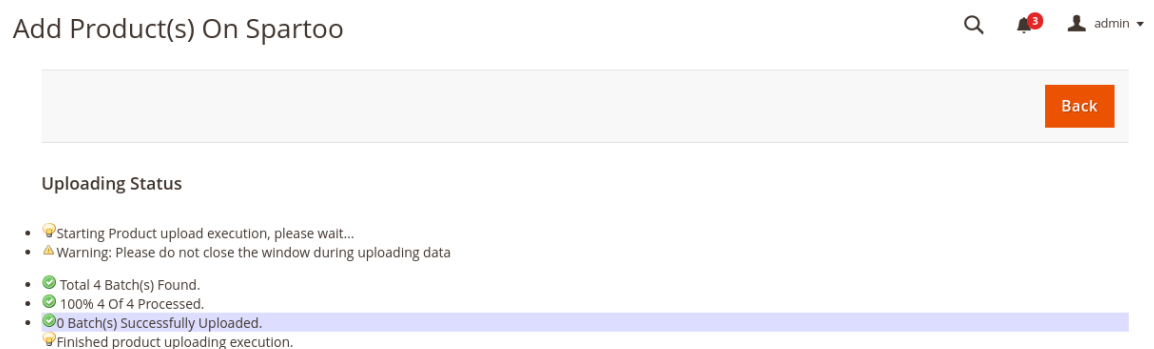 Add Product(s) On Spartoo
3
admin
Back
Uploading Status
Starting Product upload execution, please wait...
Warning: Please do not close the window during uploading data
Total 4 Batch(s) Found.
100% 4 Of 4 Processed.
0 Batch(s) Successfully Uploaded.
Finished product uploading execution.